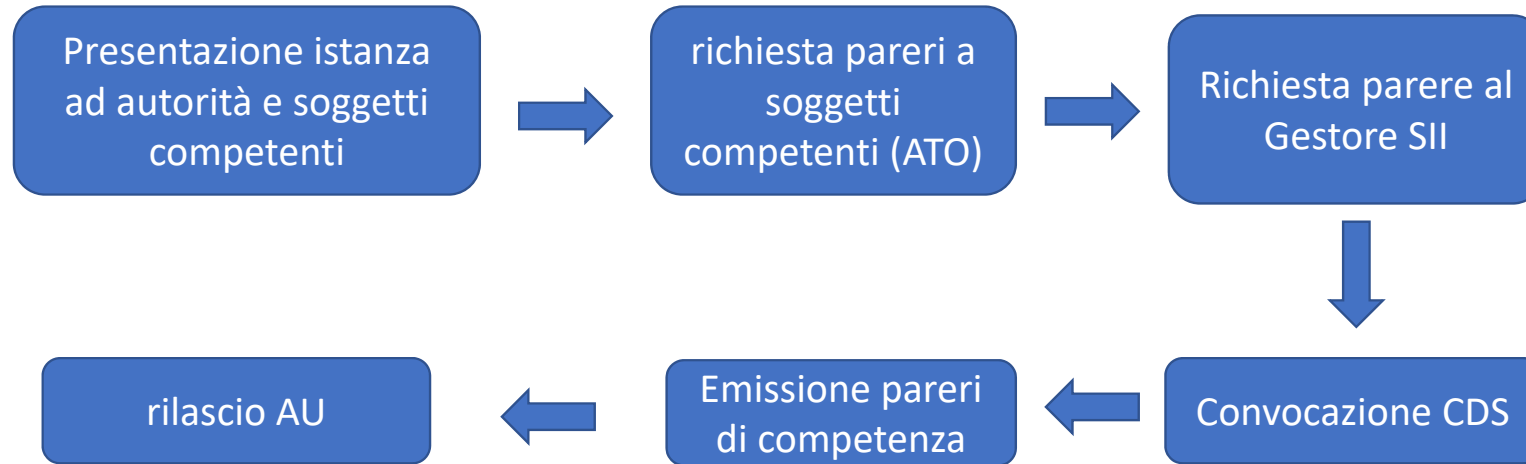 Presentazione istanza
ad autorità e soggetti
competenti
richiesta pareri a
soggetti
competenti (ATO)
Richiesta parere al
Gestore SII
Convocazione CDS
Emissione pareri
di competenza
rilascio AU